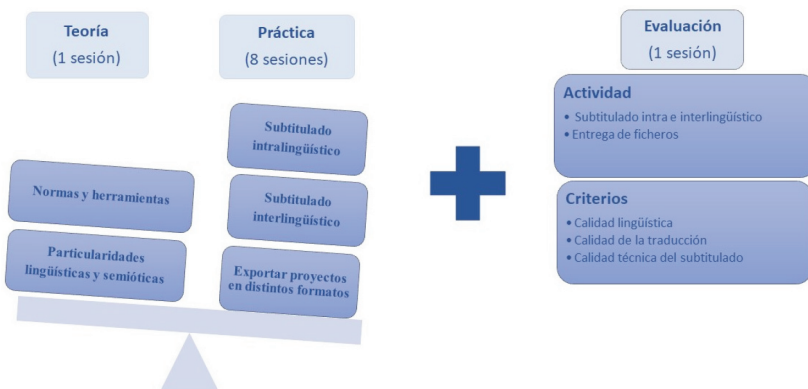 Teoría
(1 sesión)
Práctica
(8 sesiones)
Evaluación
(1 sesión)
Normas y herramientas
Particularidades
lingüísticas y semióticas
Subtitulado
intralingüístico
Subtitulado
interlingüístico
Exportar proyectos
en distintos formatos
Actividad
• Subtitulado intra e interlingüístico
• Entrega de ficheros
Criterios
• Calidad lingüística
• Calidad de la traducción
• Calidad técnica del subtitulado